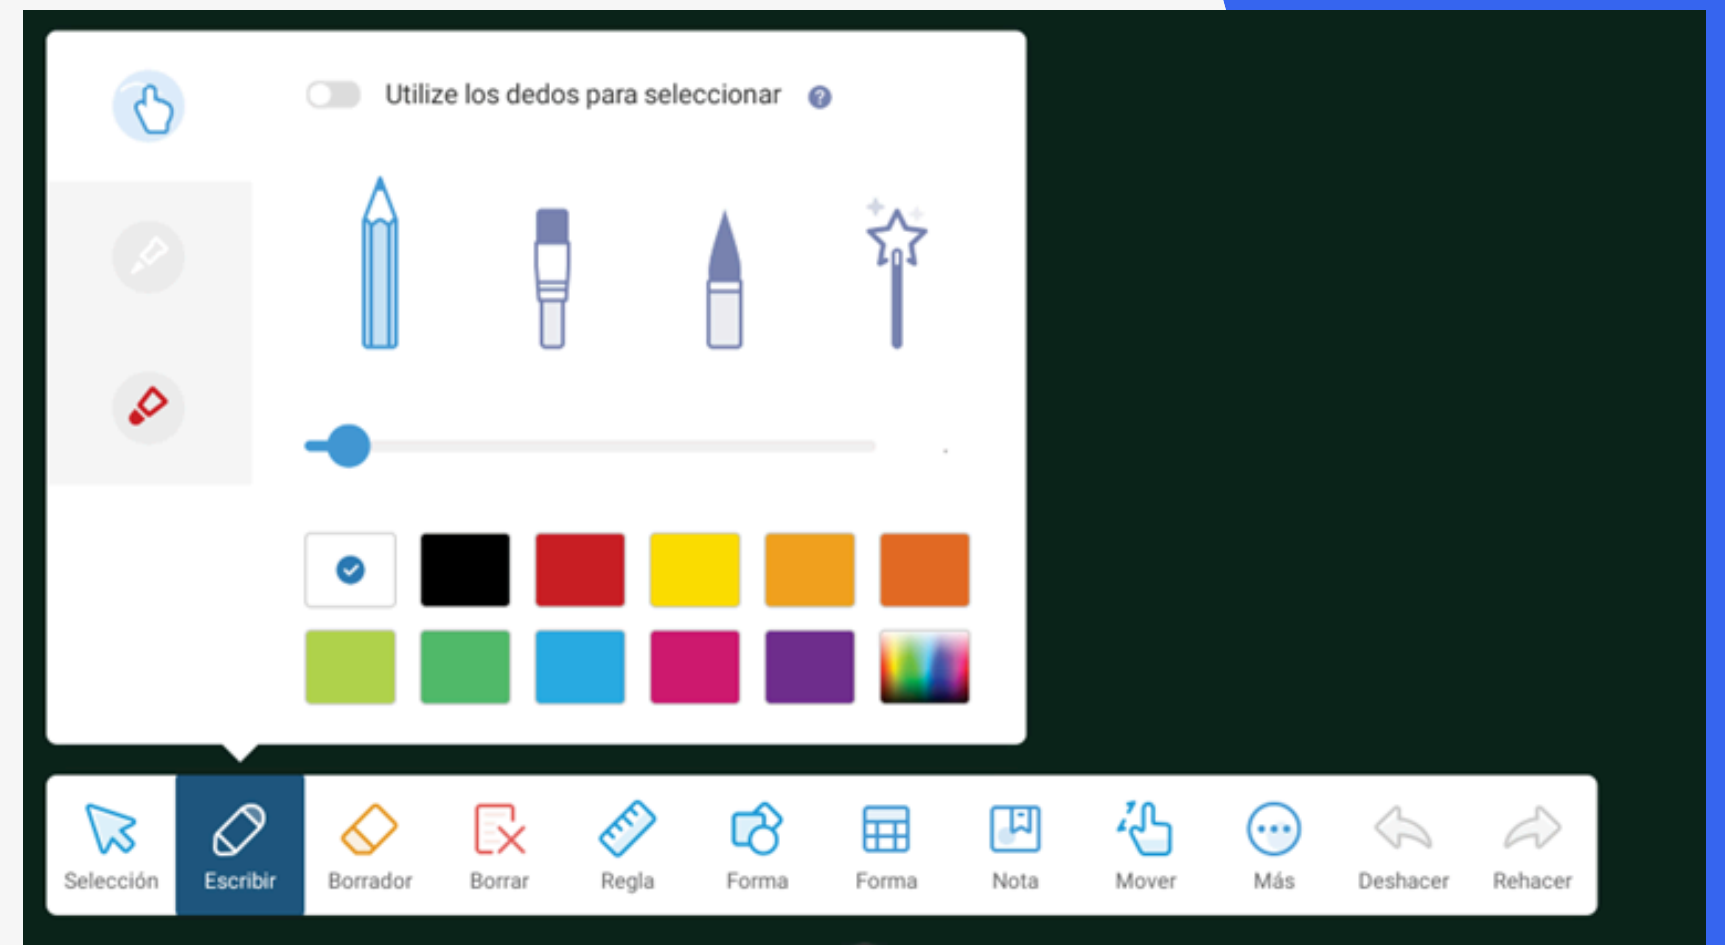 Utilize los dedos para seleccionar ?
Selección Escribir Borrador Borrar Regla Forma Forma Nota Mover Más Deshacer Rehacer